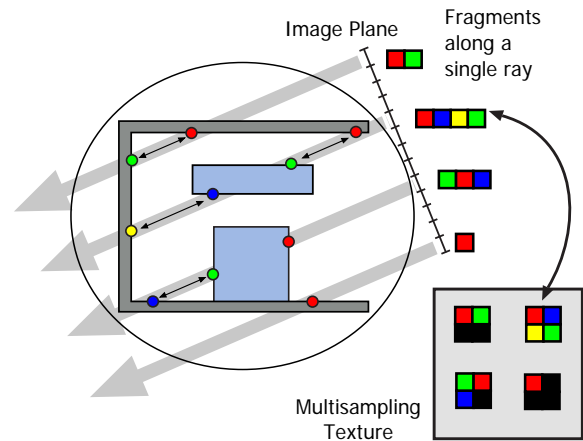 Image Plane
Fragments
along a
single ray
Multisampling
Texture